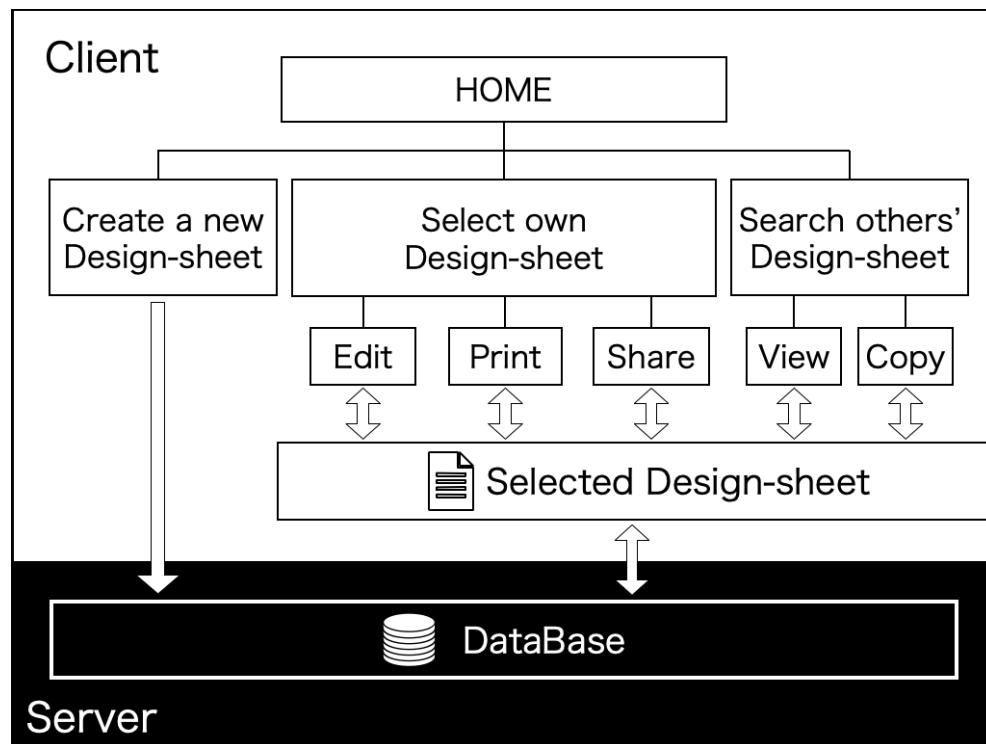 Client
HOME
Create a new
Design-sheet
Select own
Design-sheet
Search others’
Design-sheet
Edit
Print
Share
View
Copy
Selected Design-sheet
DataBase
Server